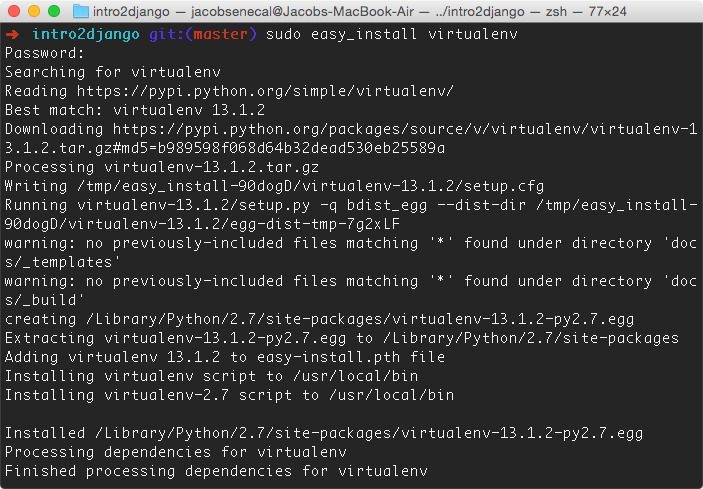 intro2django — jacobsenecal@Jacobs-MacBook-Air — ../intro2django — zsh — 77×24
➜  intro2django git:(master) sudo easy_install virtualenv
Password:
Searching for virtualenv
Reading https://pypi.python.org/simple/virtualenv/
Best match: virtualenv 13.1.2
Downloading https://pypi.python.org/packages/source/v/virtualenv/virtualenv-1
3.1.2.tar.gz#md5=b989598f068d64b32dead530eb25589a
Processing virtualenv-13.1.2.tar.gz
Writing /tmp/easy_install-90dogD/virtualenv-13.1.2/setup.cfg
Running virtualenv-13.1.2/setup.py -q bdist_egg --dist-dir /tmp/easy_install-
90dogD/virtualenv-13.1.2/egg-dist-tmp-7g2xLF
warning: no previously-included files matching '*' found under directory 'doc
s/_templates'
warning: no previously-included files matching '*' found under directory 'doc
s/_build'
creating /Library/Python/2.7/site-packages/virtualenv-13.1.2-py2.7.egg
Extracting virtualenv-13.1.2-py2.7.egg to /Library/Python/2.7/site-packages
Adding virtualenv 13.1.2 to easy-install.pth file
Installing virtualenv script to /usr/local/bin
Installing virtualenv-2.7 script to /usr/local/bin

Installed /Library/Python/2.7/site-packages/virtualenv-13.1.2-py2.7.egg
Processing dependencies for virtualenv
Finished processing dependencies for virtualenv